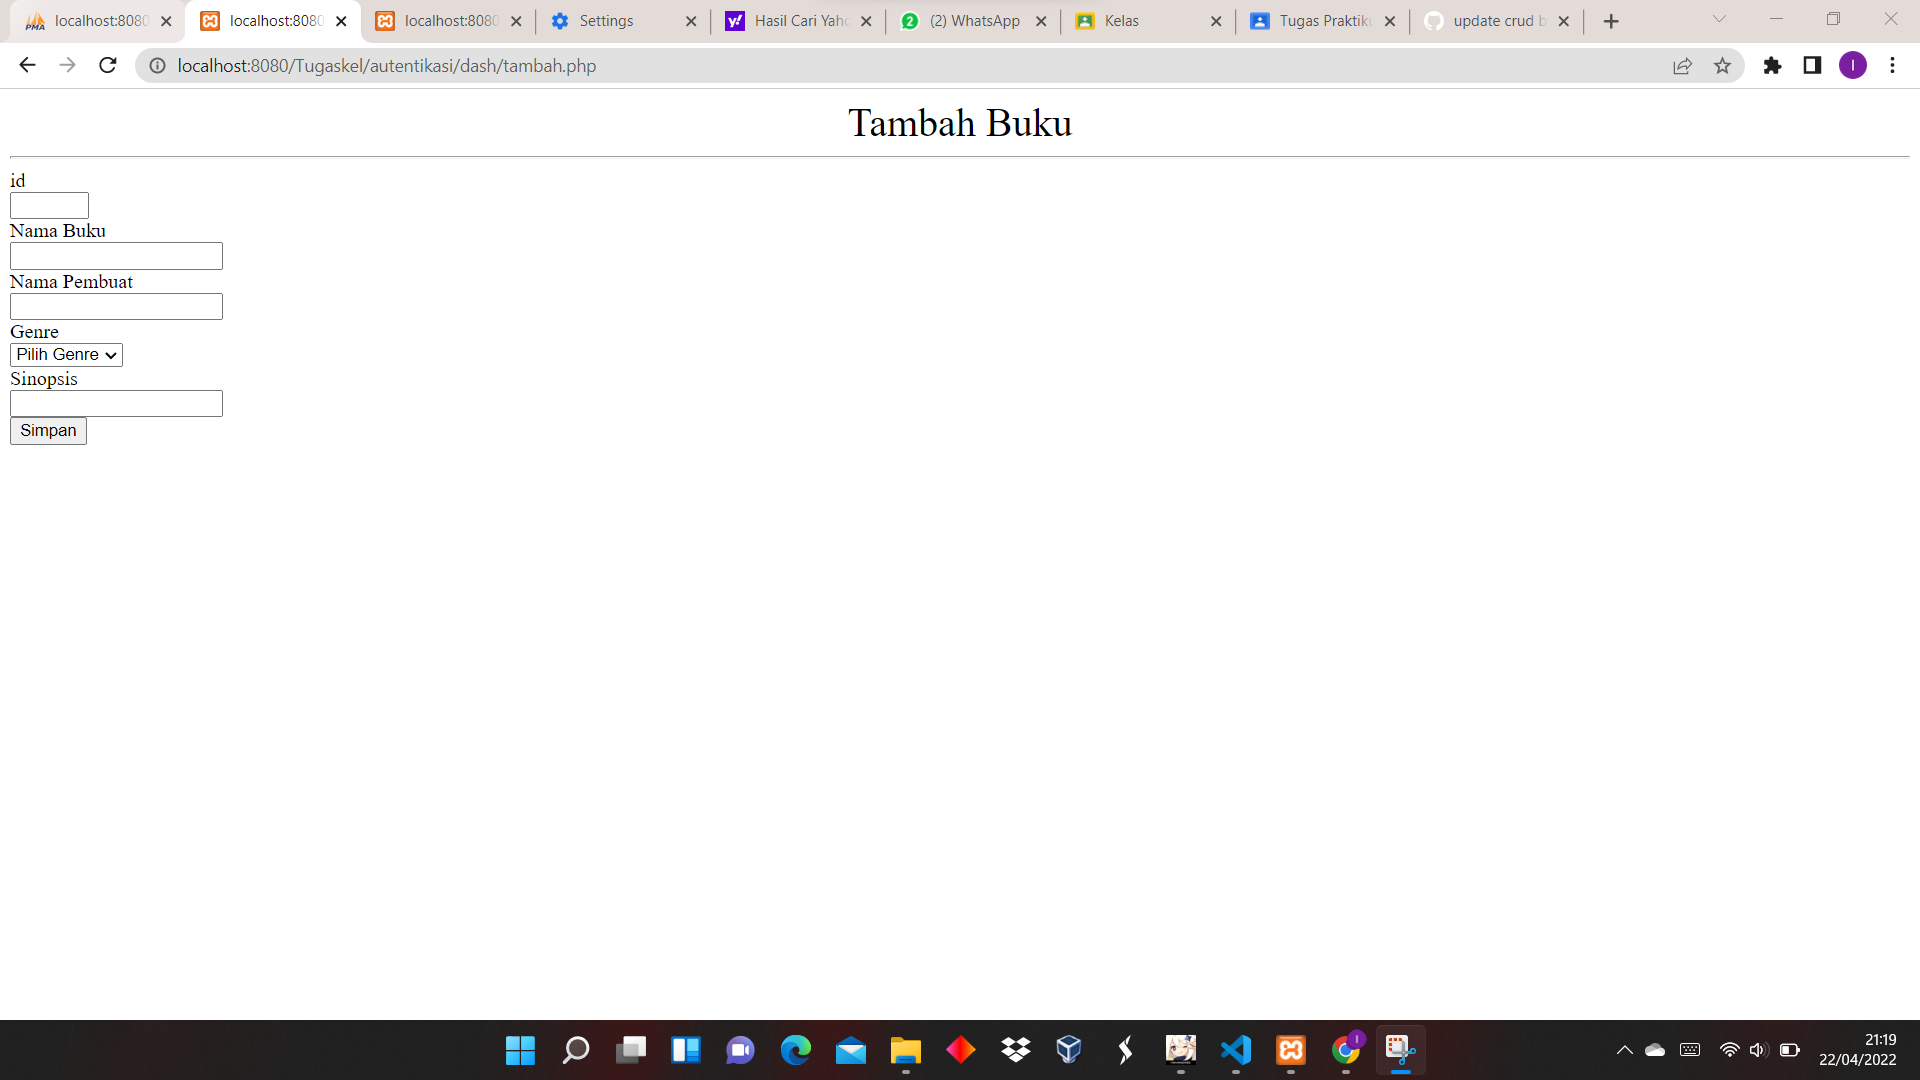 localhost:8080
localhost:8080
localhost:8080
Settings
Hasil Cari Yaho
(2) WhatsApp
Kelas
Tugas Praktik
update crud b
localhost:8080/Tugaskel/autentikasi/dash/tambah.php
I
Tambah Buku
id
Nama Buku
Nama Pembuat
Genre
Pilih Genre
Sinopsis
Simpan
21:19
22/04/2022